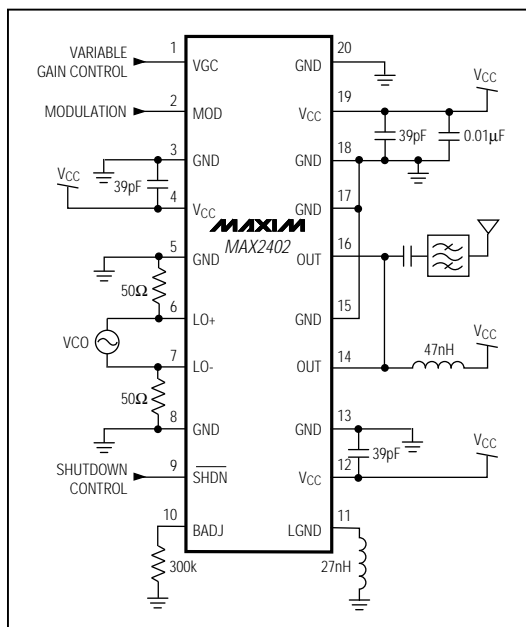 VARIABLE
GAIN CONTROL
1
VGC
MODULATION
2
MOD
3
GND
39pF
VCC
4
VCC
5
GND
50Ω
6
LO+
VCO
7
LO-
50Ω
8
GND
SHUTDOWN
CONTROL
9
SHDN
10
BADJ
300k
MAXIM
MAX2402
20
GND
VCC
19
VCC
39pF
0.01µF
18
GND
17
GND
16
OUT
15
GND
VCC
14
OUT
47nH
13
GND
39pF
VCC
12
VCC
11
LGND
27nH